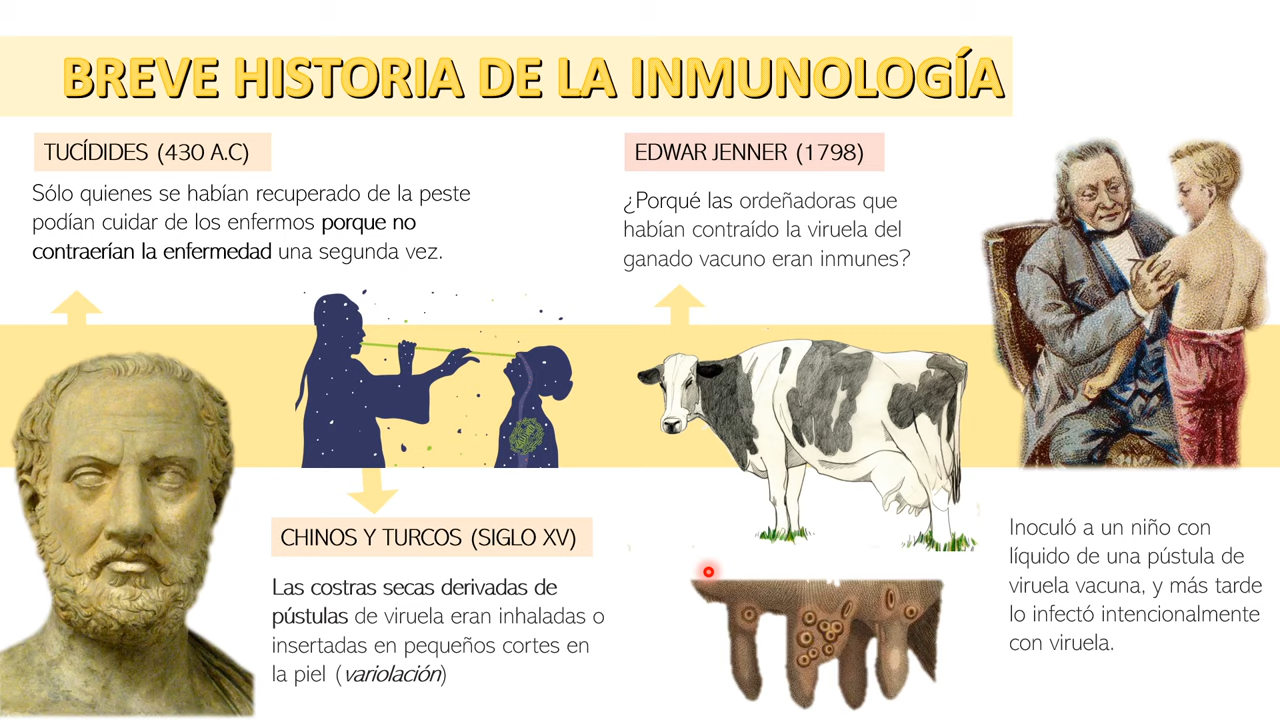 BREVE HISTORIA DE LA INMUNOLOGÍA
TUCÍDIDES (430 A.C)
Sólo quienes se habían recuperado de la peste
podían cuidar de los enfermos porque no
contraerían la enfermedad una segunda vez.
CHINOS Y TURCOS (SIGLO XV)
Las costras secas derivadas de
pústulas de viruela eran inhaladas o
insertadas en pequeños cortes en
la piel (variolación)
EDWAR JENNER (1798)
¿Porqué las ordeñadoras que
habían contraído la viruela del
ganado vacuno eran inmunes?
Inoculó a un niño con
líquido de una pústula de
viruela vacuna, y más tarde
lo infectó intencionalmente
con viruela.